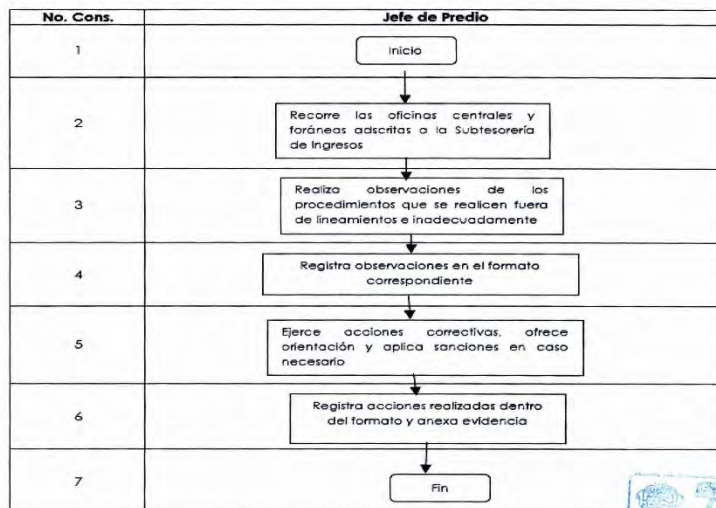 No. Cons. Jefe de Predio
1 Inicio
2
Recorre las oficinas centrales y
foráneas adscritas a la Subtesorería
de Ingresos
3
Realiza observaciones de los
procedimientos que se realicen fuera
de lineamientos e inadecuadamente
4
Registra observaciones en el formato
correspondiente
5
Ejerce acciones correctivas, ofrece
orientación y aplica sanciones en caso
necesario
6
Registra acciones realizadas dentro
del formato y anexa evidencia
7 Fin